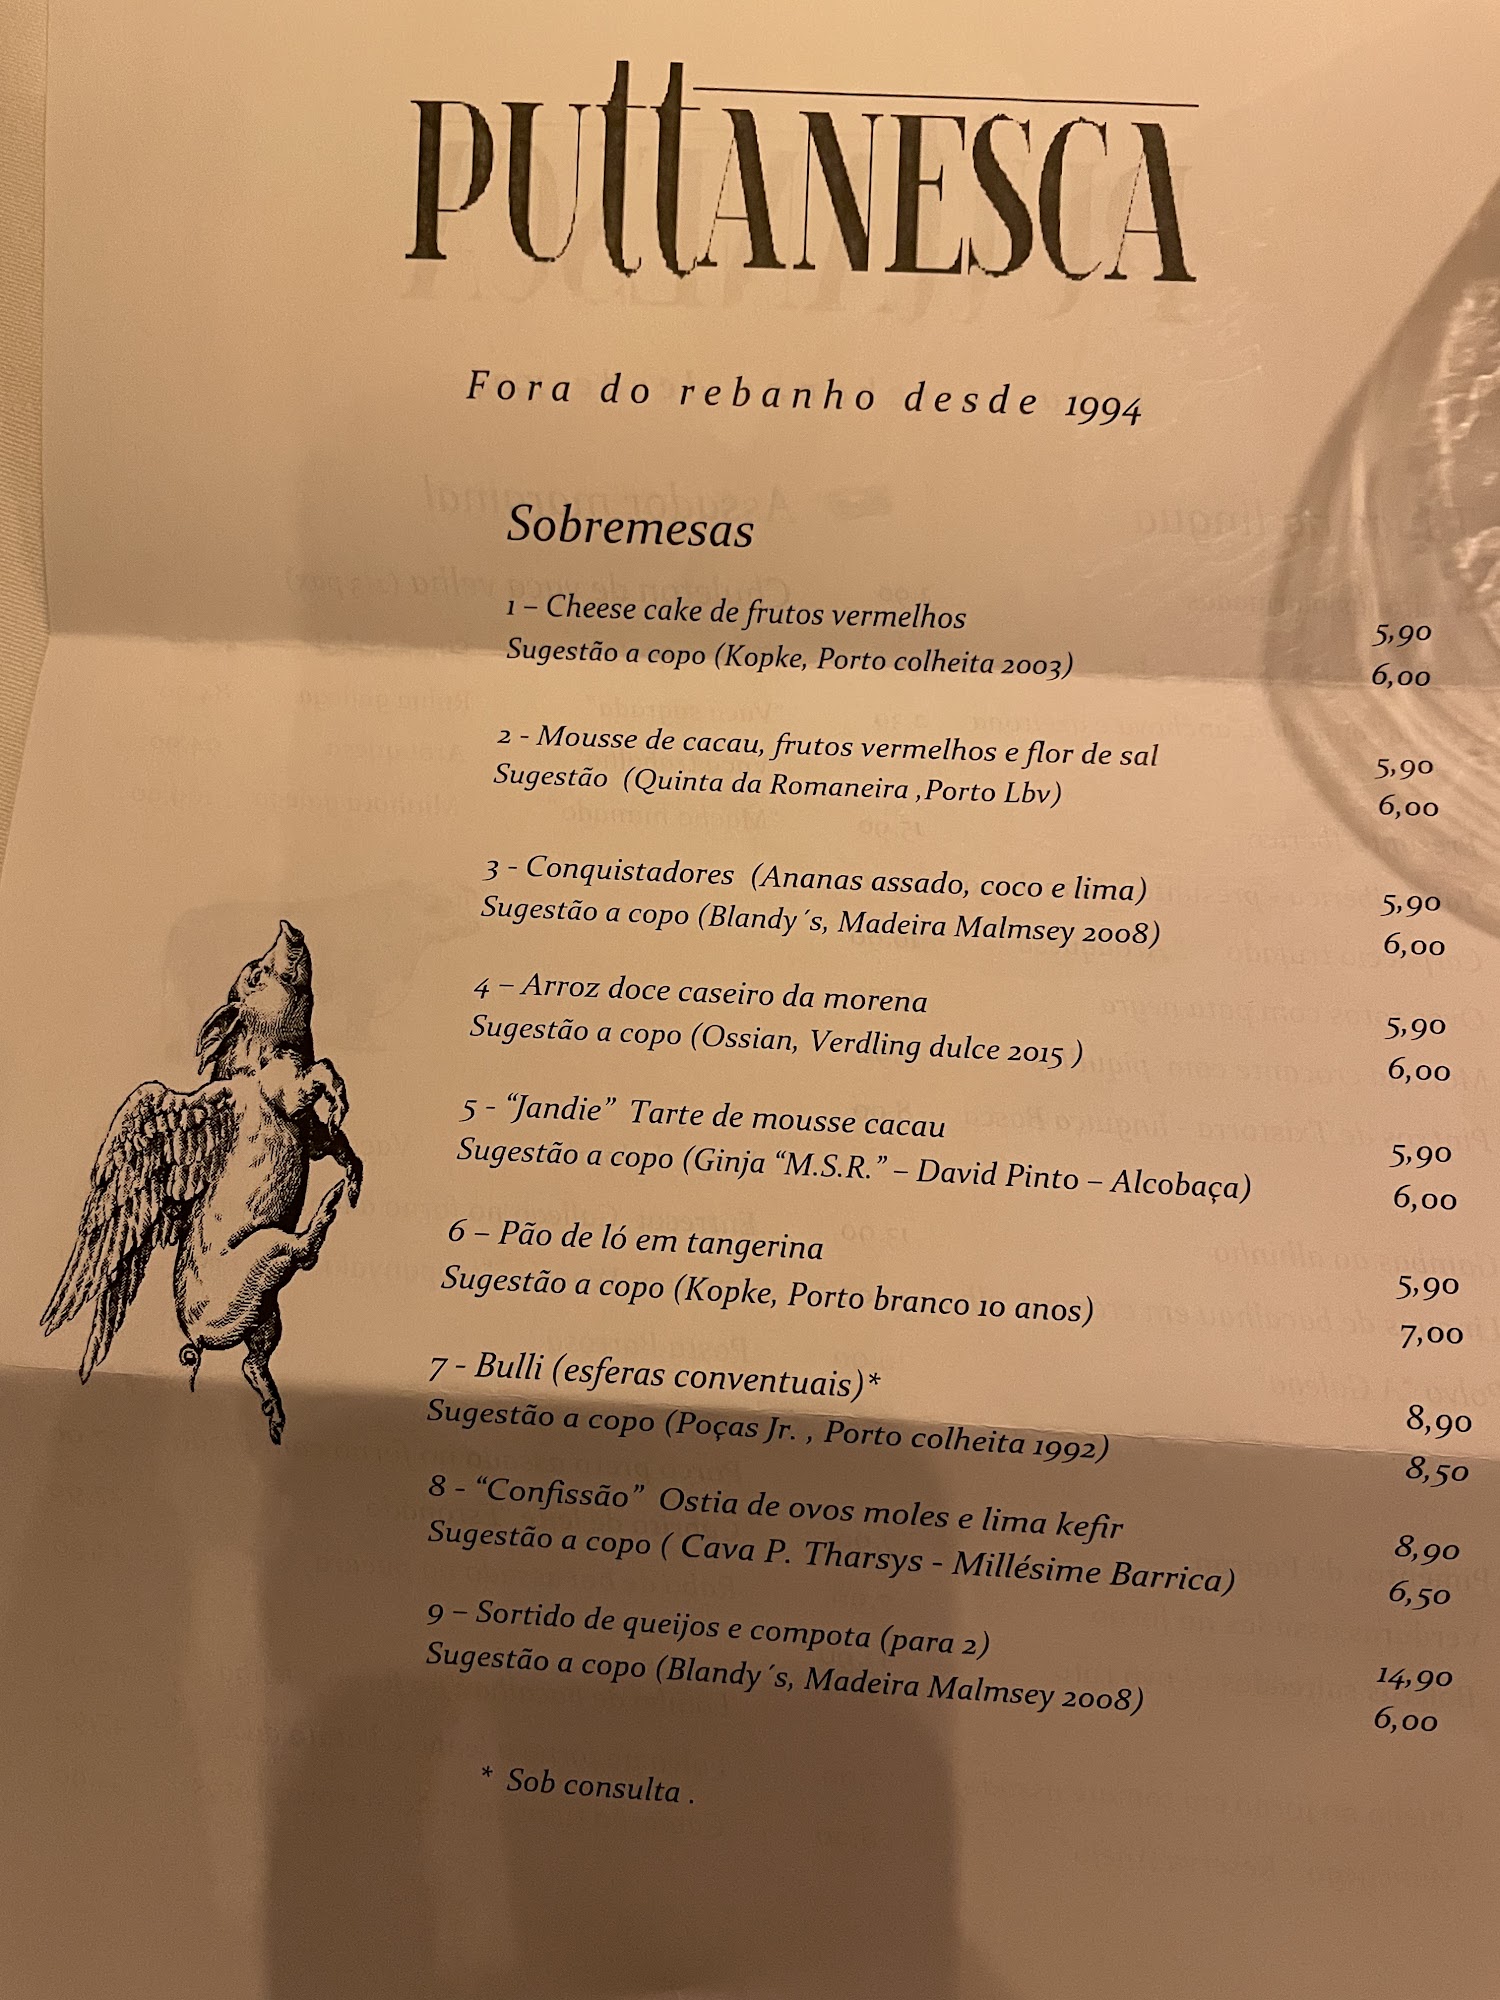 PUttANESCA
Fora do rebanho desde 1994
Sobremesas
1 – Cheese cake de frutos vermelhos 5,90
Sugestão a copo (Kopke, Porto colheita 2003) 6,00
2 - Mousse de cacau, frutos vermelhos e flor de sal 5,90
Sugestão (Quinta da Romaneira ,Porto Lbv) 6,00
3 - Conquistadores (Ananas assado, coco e lima) 5,90
Sugestão a copo (Blandy´s, Madeira Malmsey 2008) 6,00
4 – Arroz doce caseiro da morena 5,90
Sugestão a copo (Ossian, Verdling dulce 2015 ) 6,00
5 - “Jandie” Tarte de mousse cacau 5,90
Sugestão a copo (Ginja “M.S.R.” – David Pinto – Alcobaça) 6,00
6 – Pão de ló em tangerina 5,90
Sugestão a copo (Kopke, Porto branco 10 anos) 7,00
7 - Bulli (esferas conventuais)* 8,90
Sugestão a copo (Poças Jr. , Porto colheita 1992) 8,50
8 - “Confissão” Ostia de ovos moles e lima kefir 8,90
Sugestão a copo ( Cava P. Tharsys - Millésime Barrica) 6,50
9 – Sortido de queijos e compota (para 2) 14,90
Sugestão a copo (Blandy´s, Madeira Malmsey 2008) 6,00
* Sob consulta .